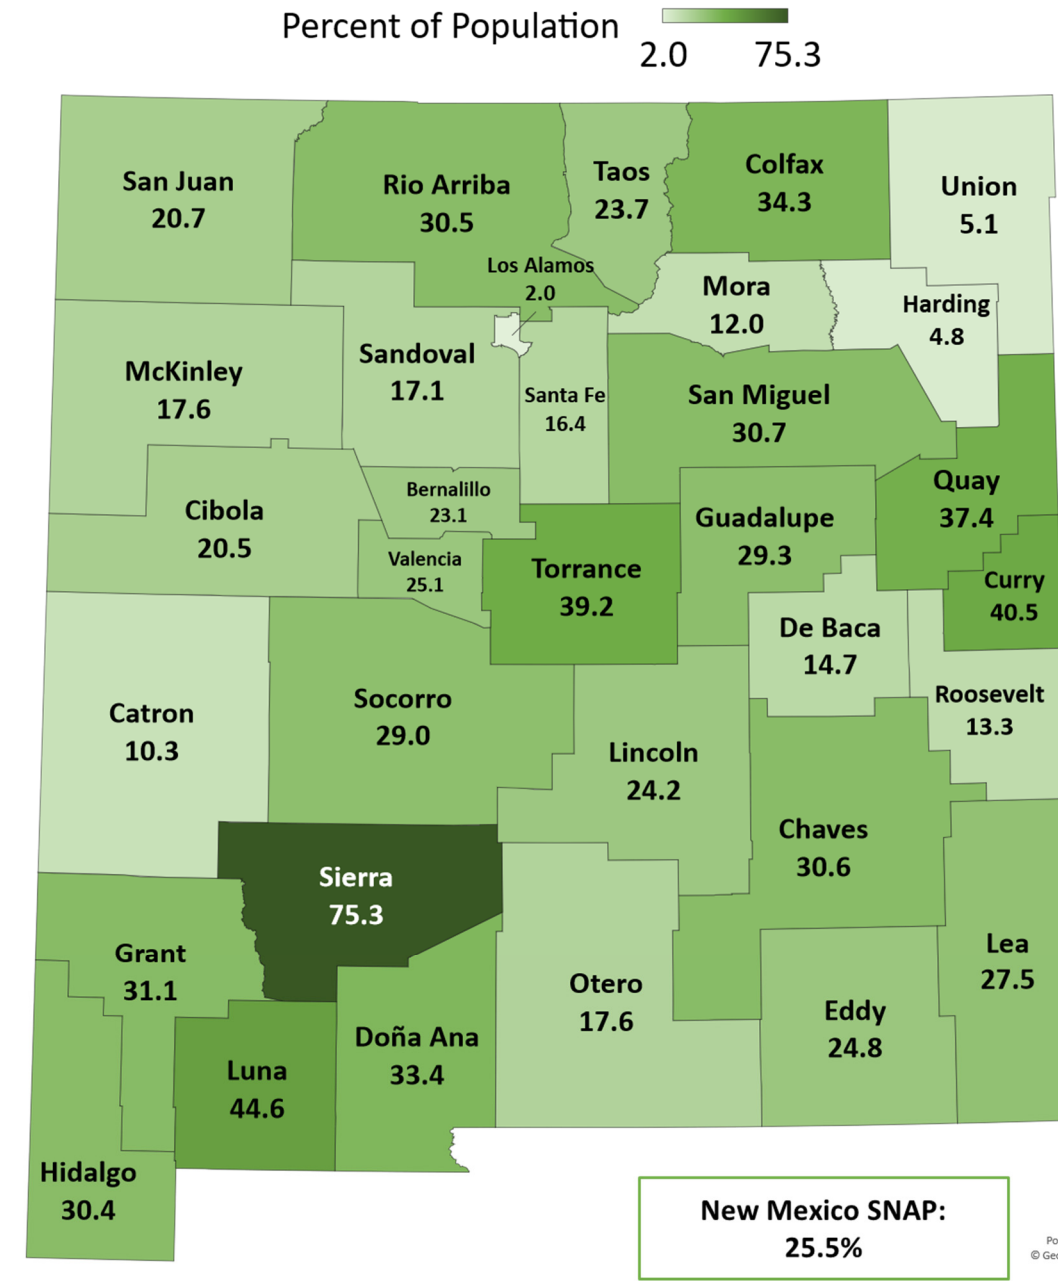 Percent of Population
2.0 75.3
San Juan
20.7
Rio Arriba
30.5
Taos
23.7
Colfax
34.3
Union
5.1
Los Alamos
2.0
Mora
12.0
Harding
4.8
McKinley
17.6
Sandoval
17.1
Santa Fe
16.4
San Miguel
30.7
Quay
37.4
Cibola
20.5
Bernalillo
23.1
Valencia
25.1
Torrance
39.2
Guadalupe
29.3
Curry
40.5
De Baca
14.7
Roosevelt
13.3
Catron
10.3
Socorro
29.0
Lincoln
24.2
Chaves
30.6
Sierra
75.3
Grant
31.1
Otero
17.6
Lea
27.5
Eddy
24.8
Doña Ana
33.4
Luna
44.6
Hidalgo
30.4
New Mexico SNAP:
25.5%
Po
© Geo